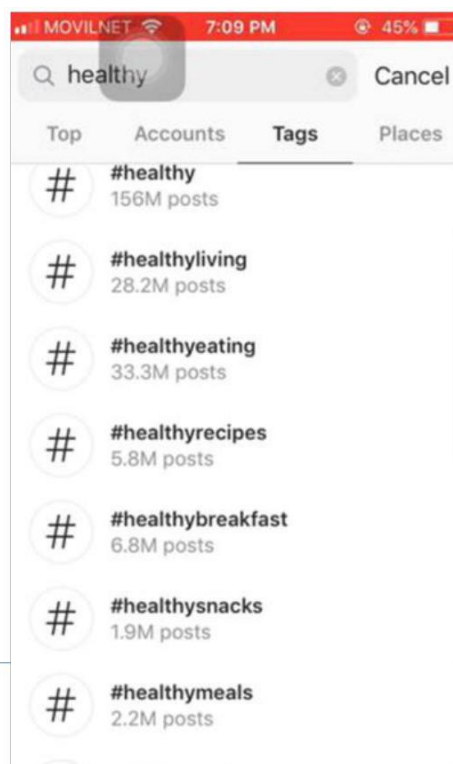 MOVILNET 7:09 PM 45%
healthy Cancel
Top Accounts Tags Places
# #healthy
156M posts
# #healthyliving
28.2M posts
# #healthyeating
33.3M posts
# #healthyrecipes
5.8M posts
# #healthybreakfast
6.8M posts
# #healthysnacks
1.9M posts
# #healthymeals
2.2M posts